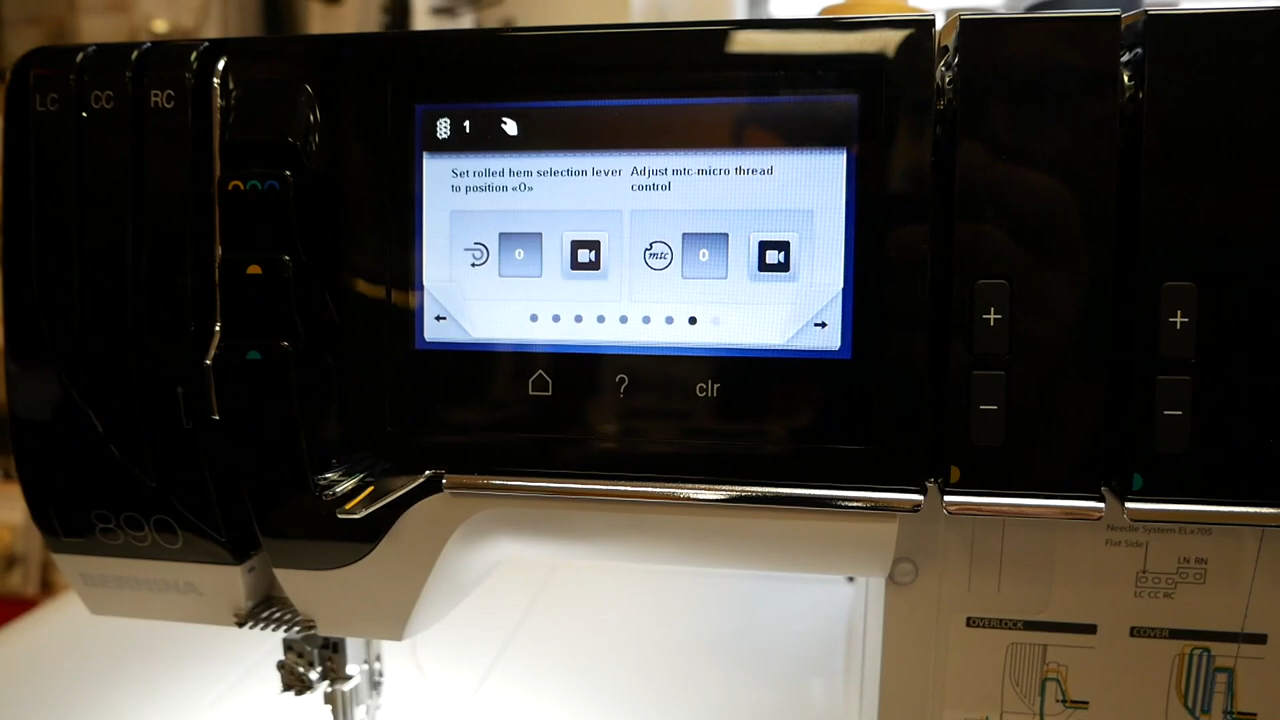 LC CC RC
1
Set rolled hem selection lever
to position «O»
Adjust mtc-micro thread
control
0
mtc
0
? clr
+
−
+
−
L 890
BERNINA
Needle System ELx705
Flat Side
LN RN
LC CC RC
OVERLOCK
COVER